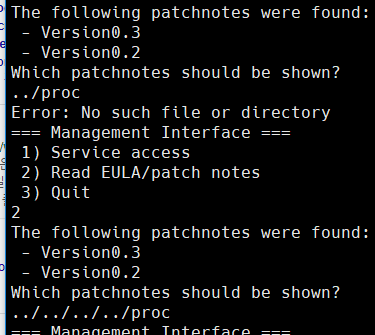 The following patchnotes were found:
 - Version0.3
 - Version0.2
Which patchnotes should be shown?
../proc
Error: No such file or directory
=== Management Interface ===
 1) Service access
 2) Read EULA/patch notes
 3) Quit
2
The following patchnotes were found:
 - Version0.3
 - Version0.2
Which patchnotes should be shown?
../../../../proc
=== Management Interface ===